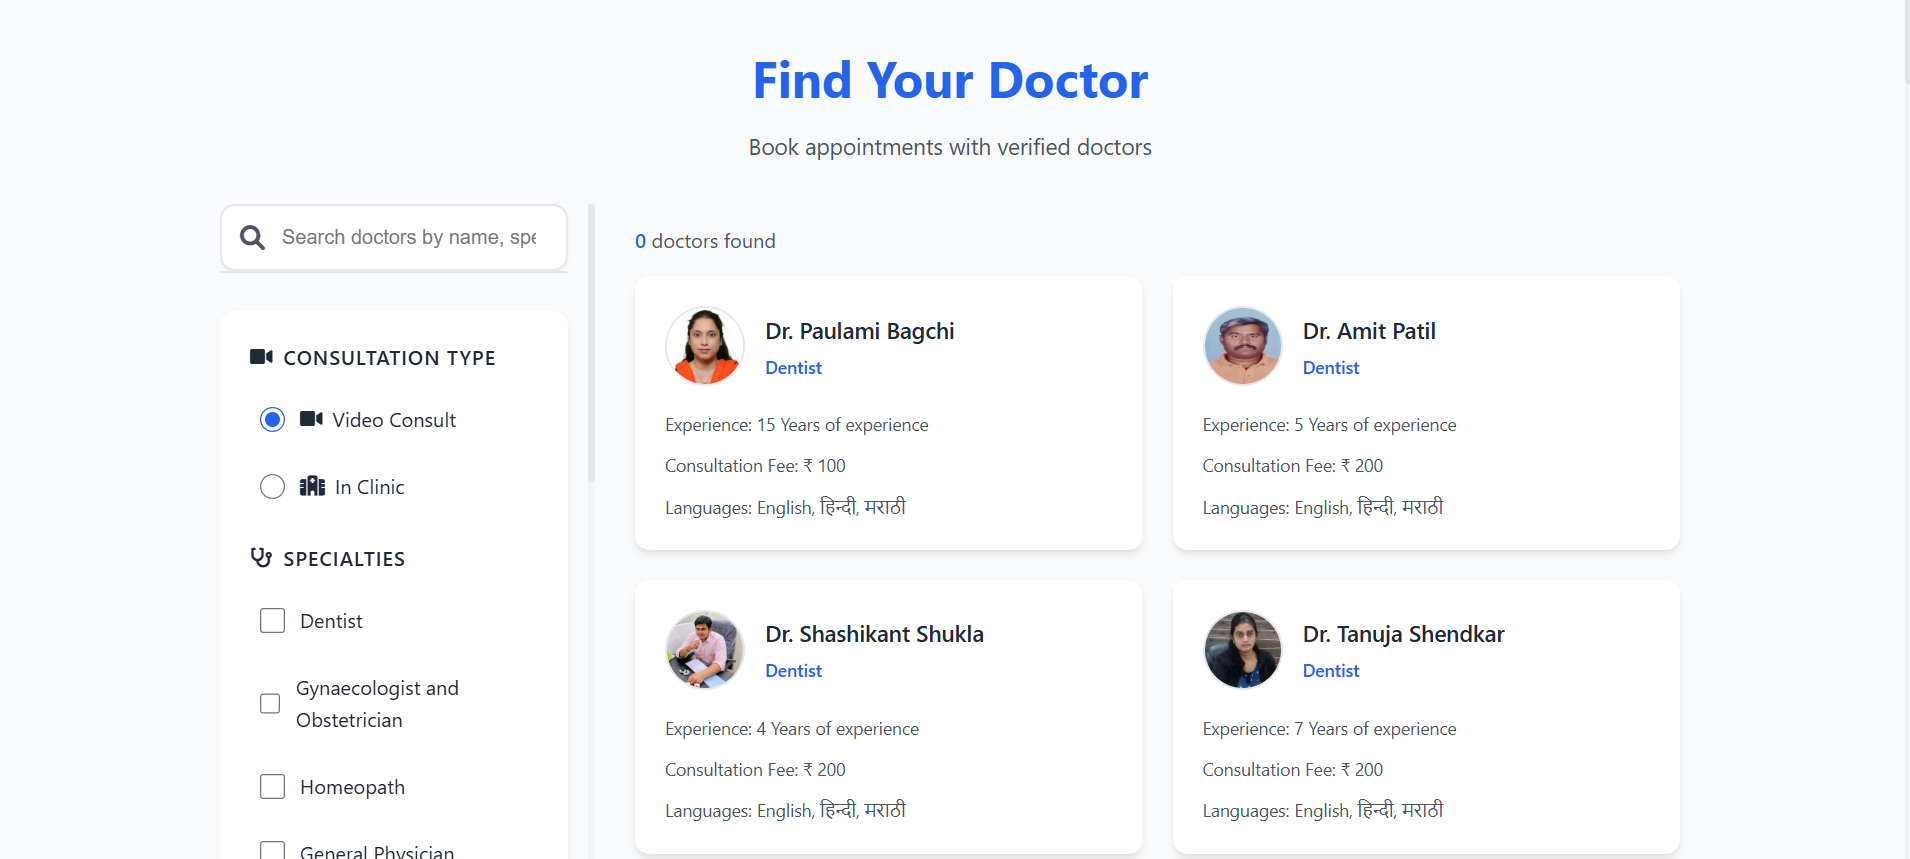 Find Your Doctor
Book appointments with verified doctors
Search doctors by name, spe
CONSULTATION TYPE
Video Consult
In Clinic
SPECIALTIES
Dentist
Gynaecologist and
Obstetrician
Homeopath
General Physician
0 doctors found
Dr. Paulami Bagchi
Dentist
Experience: 15 Years of experience
Consultation Fee: ₹ 100
Languages: English, हिन्दी, मराठी
Dr. Amit Patil
Dentist
Experience: 5 Years of experience
Consultation Fee: ₹ 200
Languages: English, हिन्दी, मराठी
Dr. Shashikant Shukla
Dentist
Experience: 4 Years of experience
Consultation Fee: ₹ 200
Languages: English, हिन्दी, मराठी
Dr. Tanuja Shendkar
Dentist
Experience: 7 Years of experience
Consultation Fee: ₹ 200
Languages: English, हिन्दी, मराठी